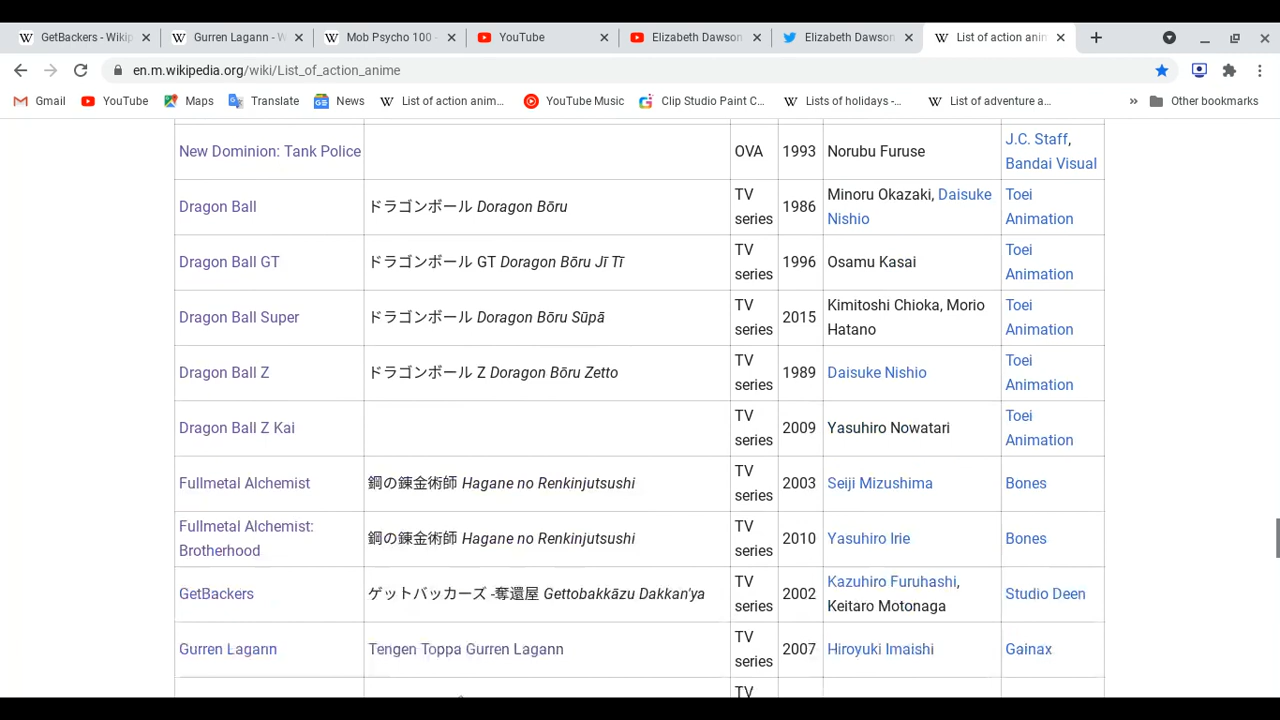 GetBackers - Wikip
Gurren Lagann - W
Mob Psycho 100 -
YouTube
Elizabeth Dawson
Elizabeth Dawson
List of action anim
en.m.wikipedia.org/wiki/List_of_action_anime
Gmail
YouTube
Maps
Translate
News
List of action anim...
YouTube Music
Clip Studio Paint C...
Lists of holidays -...
List of adventure a...
»
Other bookmarks
New Dominion: Tank Police
OVA
1993
Norubu Furuse
J.C. Staff,
Bandai Visual
Dragon Ball
ドラゴンボール Doragon Bōru
TV
series
1986
Minoru Okazaki, Daisuke
Nishio
Toei
Animation
Dragon Ball GT
ドラゴンボール GT Doragon Bōru Jī Tī
TV
series
1996
Osamu Kasai
Toei
Animation
Dragon Ball Super
ドラゴンボール Doragon Bōru Sūpā
TV
series
2015
Kimitoshi Chioka, Morio
Hatano
Toei
Animation
Dragon Ball Z
ドラゴンボール Z Doragon Bōru Zetto
TV
series
1989
Daisuke Nishio
Toei
Animation
Dragon Ball Z Kai
TV
series
2009
Yasuhiro Nowatari
Toei
Animation
Fullmetal Alchemist
鋼の錬金術師 Hagane no Renkinjutsushi
TV
series
2003
Seiji Mizushima
Bones
Fullmetal Alchemist:
Brotherhood
鋼の錬金術師 Hagane no Renkinjutsushi
TV
series
2010
Yasuhiro Irie
Bones
GetBackers
ゲットバッカーズ -奪還屋 Gettobakkāzu Dakkan'ya
TV
series
2002
Kazuhiro Furuhashi,
Keitaro Motonaga
Studio Deen
Gurren Lagann
Tengen Toppa Gurren Lagann
TV
series
2007
Hiroyuki Imaishi
Gainax
TV